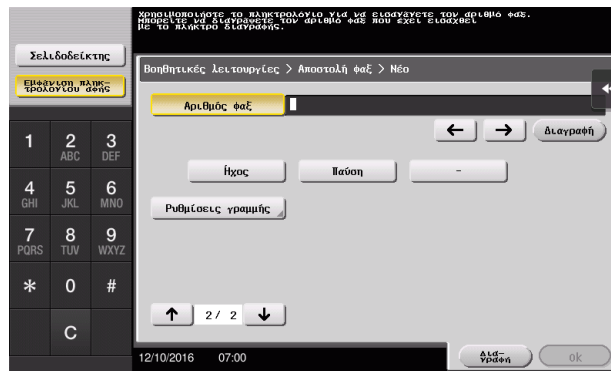 Χρησιμοποιήστε το πληκτρολόγιο για να εισαγάγετε τον αριθμό φαξ.
Μπορείτε να διαγράψετε τον αριθμό φαξ που έχει εισαχθεί
με το πλήκτρο διαγραφής.
Σελιδοδείκτης
Εμφάνιση πληκ-
τρολογίου αφής
Βοηθητικές λειτουργίες > Αποστολή φαξ > Νέο
Αριθμός φαξ
← → Διαγραφή
1 2 ABC 3 DEF
Ήχος Παύση -
4 GHI 5 JKL 6 MNO
Ρυθμίσεις γραμμής
7 PQRS 8 TUV 9 WXYZ
* 0 #
↑ 2/ 2 ↓
C
12/10/2016 07:00
Δια-
γραφή
ok